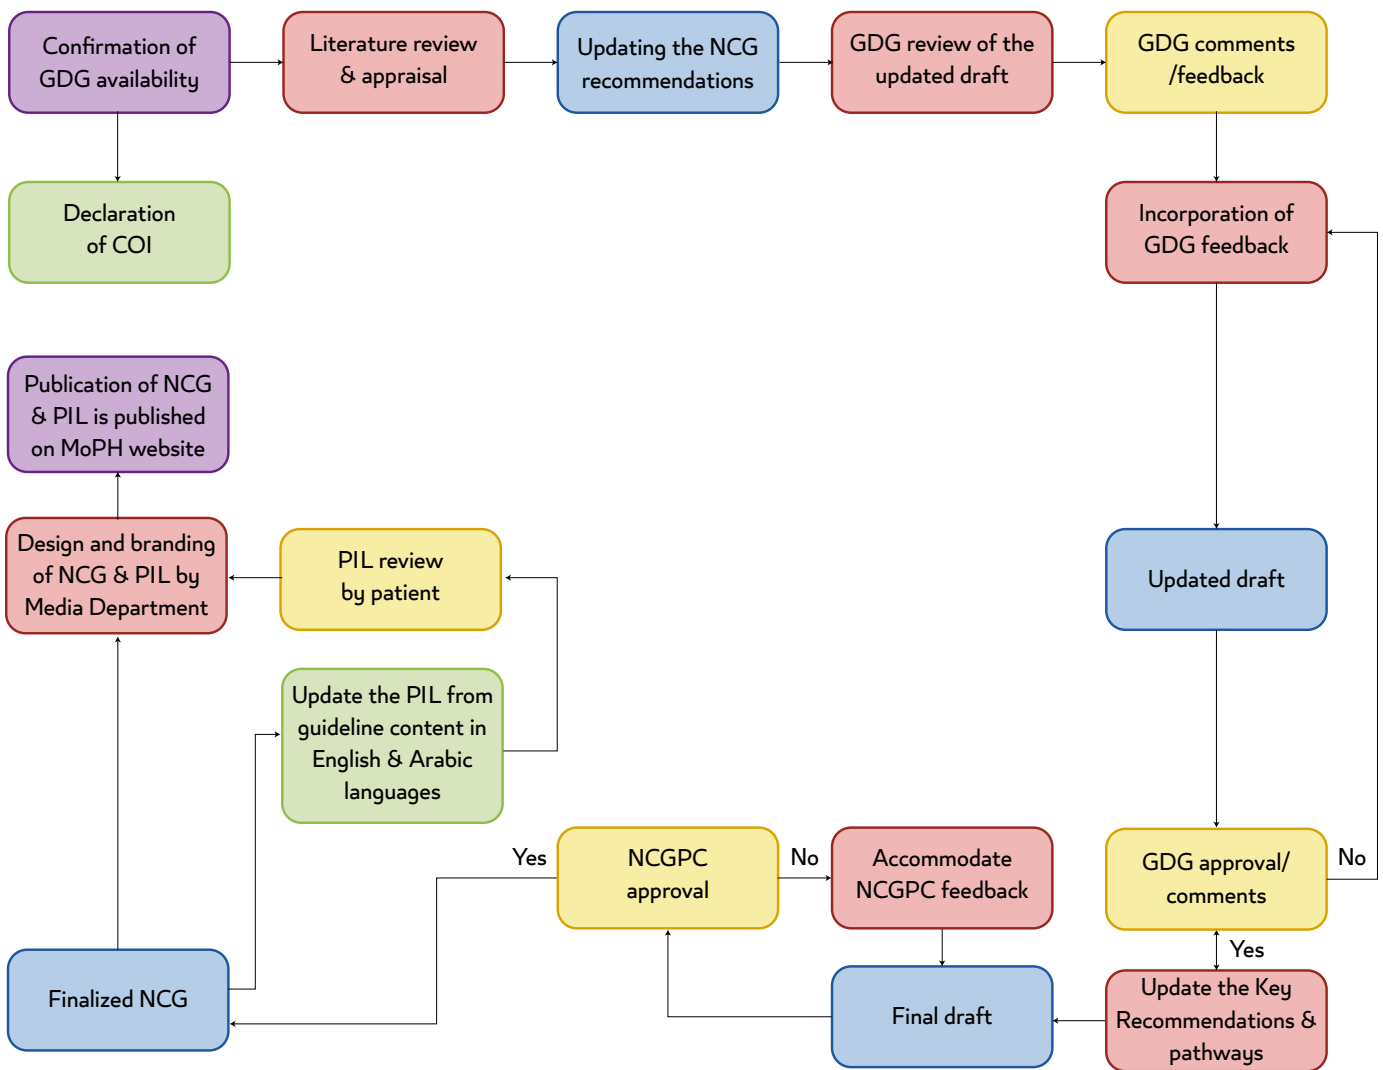 Confirmation of
GDG availability
Literature review
& appraisal
Updating the NCG
recommendations
GDG review of the
updated draft
GDG comments
/feedback
Declaration
of COI
Incorporation of
GDG feedback
Publication of NCG
& PIL is published
on MoPH website
Design and branding
of NCG & PIL by
Media Department
PIL review
by patient
Updated draft
Update the PIL from
guideline content in
English & Arabic
languages
Yes
NCGPC
approval
No
Accommodate
NCGPC feedback
GDG approval/
comments
No
Yes
Finalized NCG
Final draft
Update the Key
Recommendations &
pathways